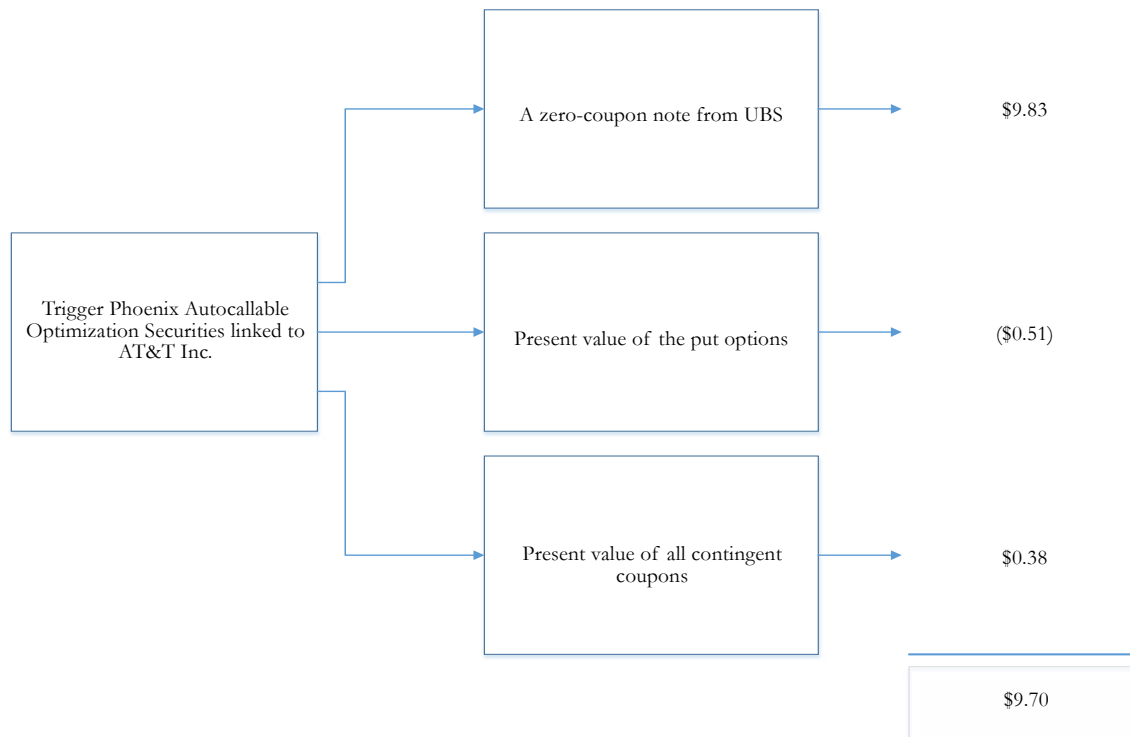 A zero-coupon note from UBS
$9.83
Trigger Phoenix Autocallable
Optimization Securities linked to
AT&T Inc.
Present value of the put options
($0.51)
Present value of all contingent
coupons
$0.38
$9.70